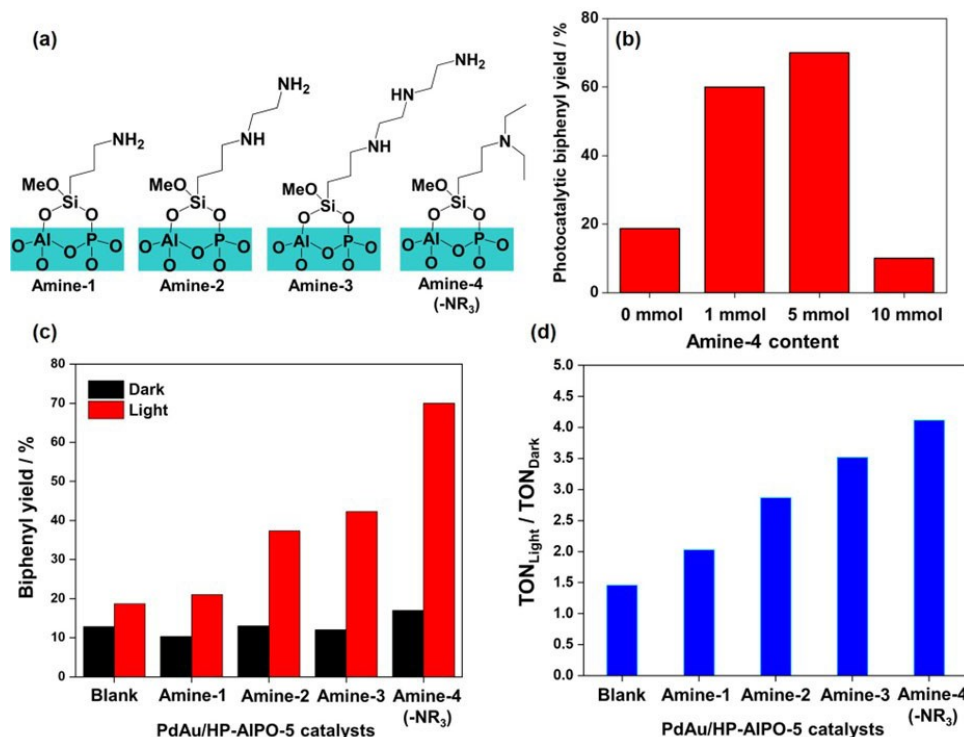 (a)
NH₂
MeO
Si
O
O
O
Al
O
P
O
O
O
O
O
Amine-1
NH₂
NH
MeO
Si
O
O
O
Al
O
P
O
O
O
O
O
Amine-2
NH₂
NH
NH
MeO
Si
O
O
O
Al
O
P
O
O
O
O
O
Amine-3
N
MeO
Si
O
O
O
Al
O
P
O
O
O
O
O
Amine-4
(-NR₃)
(b)
Photocatalytic biphenyl yield / %
80
60
40
20
0
0 mmol 1 mmol 5 mmol 10 mmol
Amine-4 content
(c)
Biphenyl yield / %
80
70
60
50
40
30
20
10
0
Dark
Light
Blank Amine-1 Amine-2 Amine-3 Amine-4
(-NR₃)
PdAu/HP-AlPO-5 catalysts
(d)
TON_Light / TON_Dark
5.0
4.5
4.0
3.5
3.0
2.5
2.0
1.5
1.0
0.5
0.0
Blank Amine-1 Amine-2 Amine-3 Amine-4
(-NR₃)
PdAu/HP-AlPO-5 catalysts